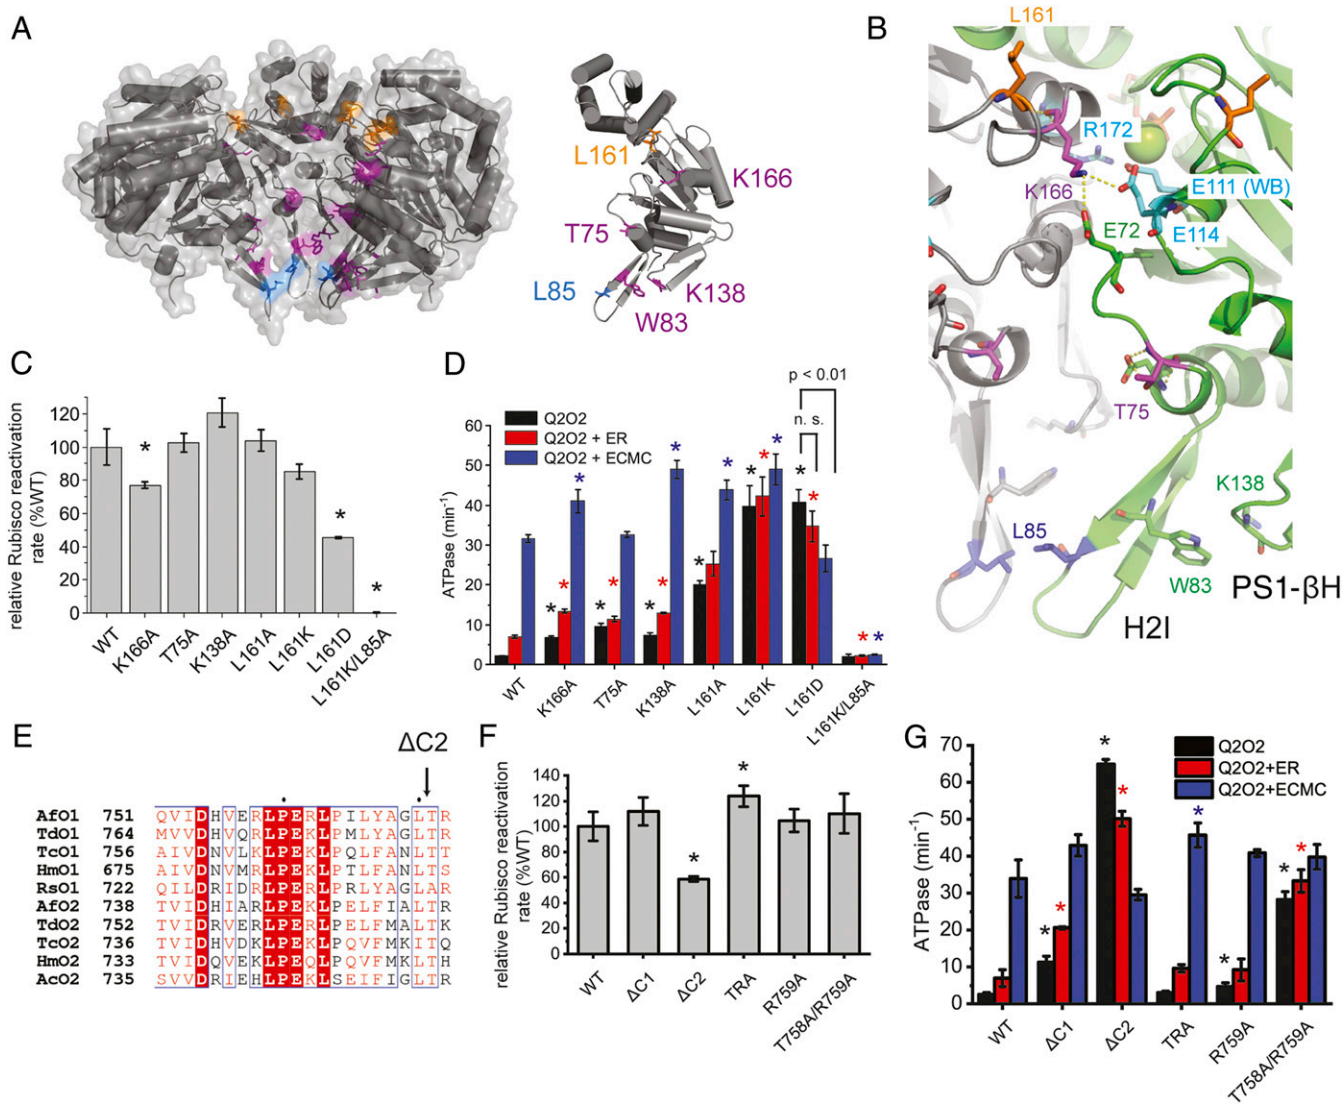 A
L161
K166
T75
L85
K138
W83
B
L161
R172
K166
E111 (WB)
E72
E114
T75
K138
L85
W83
PS1-βH
H2I
C
relative Rubisco reactivation
rate (%WT)
120
100
80
60
40
20
0
*
*
*
WT
K166A
T75A
K138A
L161A
L161K
L161D
L161K/L85A
D
p < 0.01
n. s.
Q2O2
Q2O2 + ER
Q2O2 + ECMC
ATPase (min⁻¹)
60
50
40
30
20
10
0
* * *
* *
* * *
* *
* * *
* *
* *
WT
K166A
T75A
K138A
L161A
L161K
L161D
L161K/L85A
E
ΔC2
AfO1 751 QVIDHVERLPERLPILYAGLTR
TdO1 764 MVVDHVQRLPEKLPMLYAGLTR
TcO1 756 AIVDNVLKLPERLPQLFANLTT
HmO1 675 AIVDNVMRLPERLPTLFANLTS
RsO1 722 QILDRIDRLPERLPRLYAGLAR
AfO2 738 TVIDHVERLPEKLPELFIALTR
TdO2 752 TVIDRVERLPERLPELFMALTK
TcO2 736 TVIDHVDKLPEKLPQVFMKITQ
HmO2 733 TVIDQVEKLPEKLPQVFMKLTH
AcO2 735 SVVDRIEHLPEKLSEIFIGLTR
F
relative Rubisco reactivation
rate (%WT)
140
120
100
80
60
40
20
0
*
*
WT
ΔC1
ΔC2
TRA
R759A
T758A/R759A
G
Q2O2
Q2O2+ER
Q2O2+ECMC
ATPase (min⁻¹)
70
60
50
40
30
20
10
0
* *
* *
*
*
* *
WT
ΔC1
ΔC2
TRA
R759A
T758A/R759A